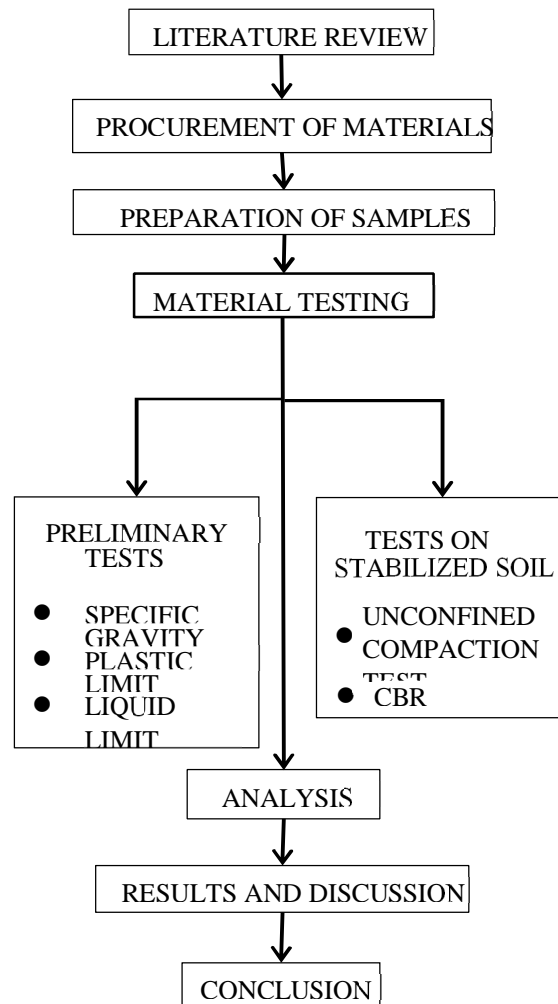 LITERATURE REVIEW
PROCUREMENT OF MATERIALS
PREPARATION OF SAMPLES
MATERIAL TESTING
PRELIMINARY
TESTS
● SPECIFIC
GRAVITY
● PLASTIC
LIMIT
● LIQUID
LIMIT
TESTS ON
STABILIZED SOIL
● UNCONFINED
COMPACTION
TEST
● CBR
ANALYSIS
RESULTS AND DISCUSSION
CONCLUSION